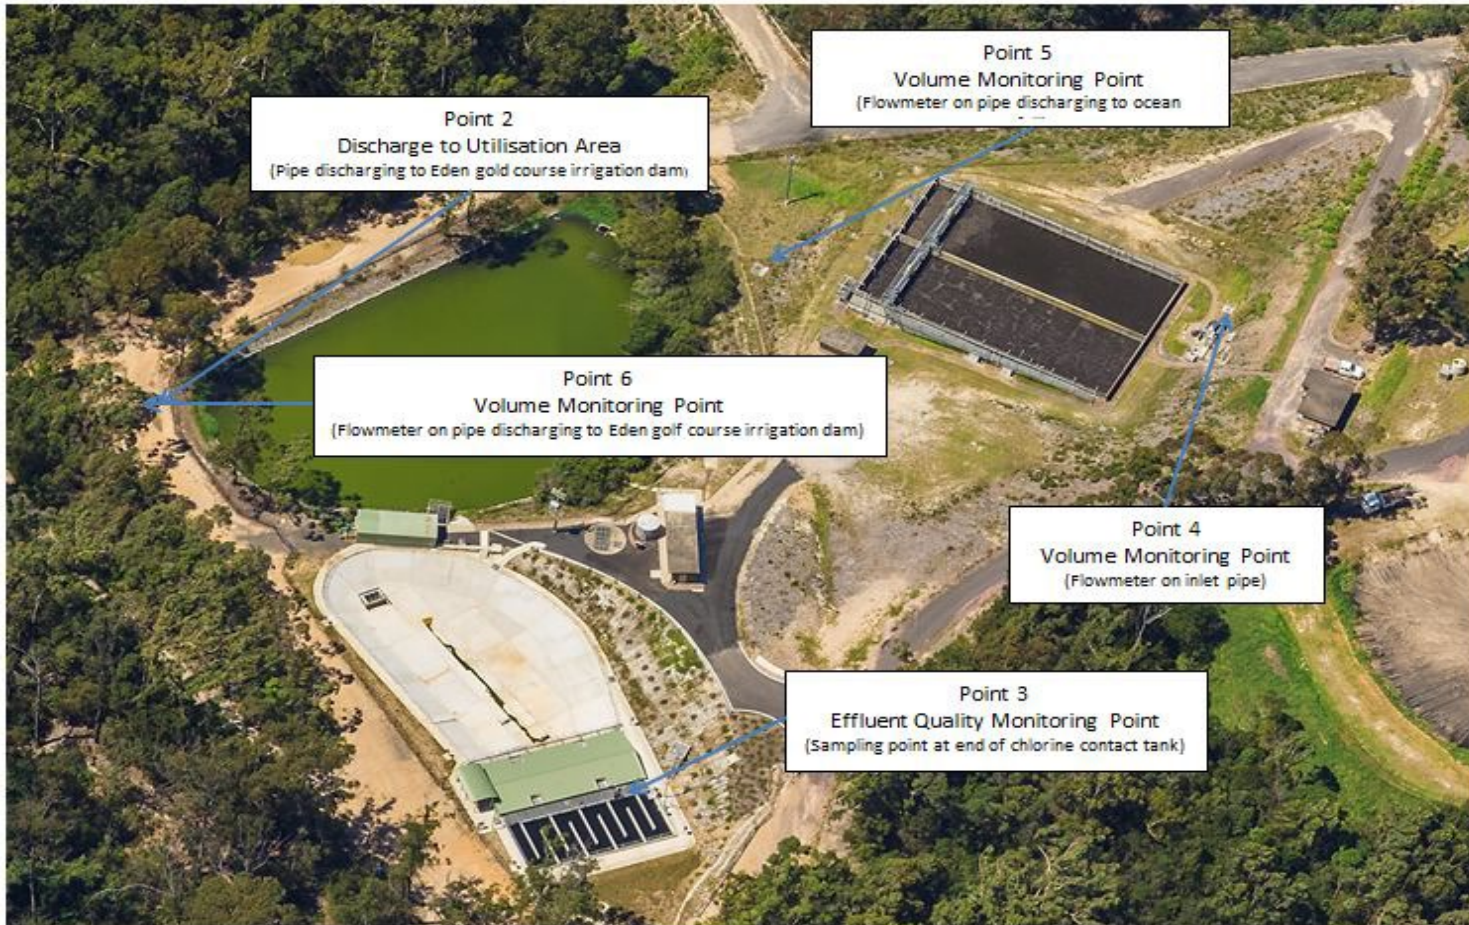 Point 5
Volume Monitoring Point
(Flowmeter on pipe discharging to ocean
Point 2
Discharge to Utilisation Area
(Pipe discharging to Eden gold course irrigation dam)
Point 6
Volume Monitoring Point
(Flowmeter on pipe discharging to Eden golf course irrigation dam)
Point 4
Volume Monitoring Point
(Flowmeter on inlet pipe)
Point 3
Effluent Quality Monitoring Point
(Sampling point at end of chlorine contact tank)